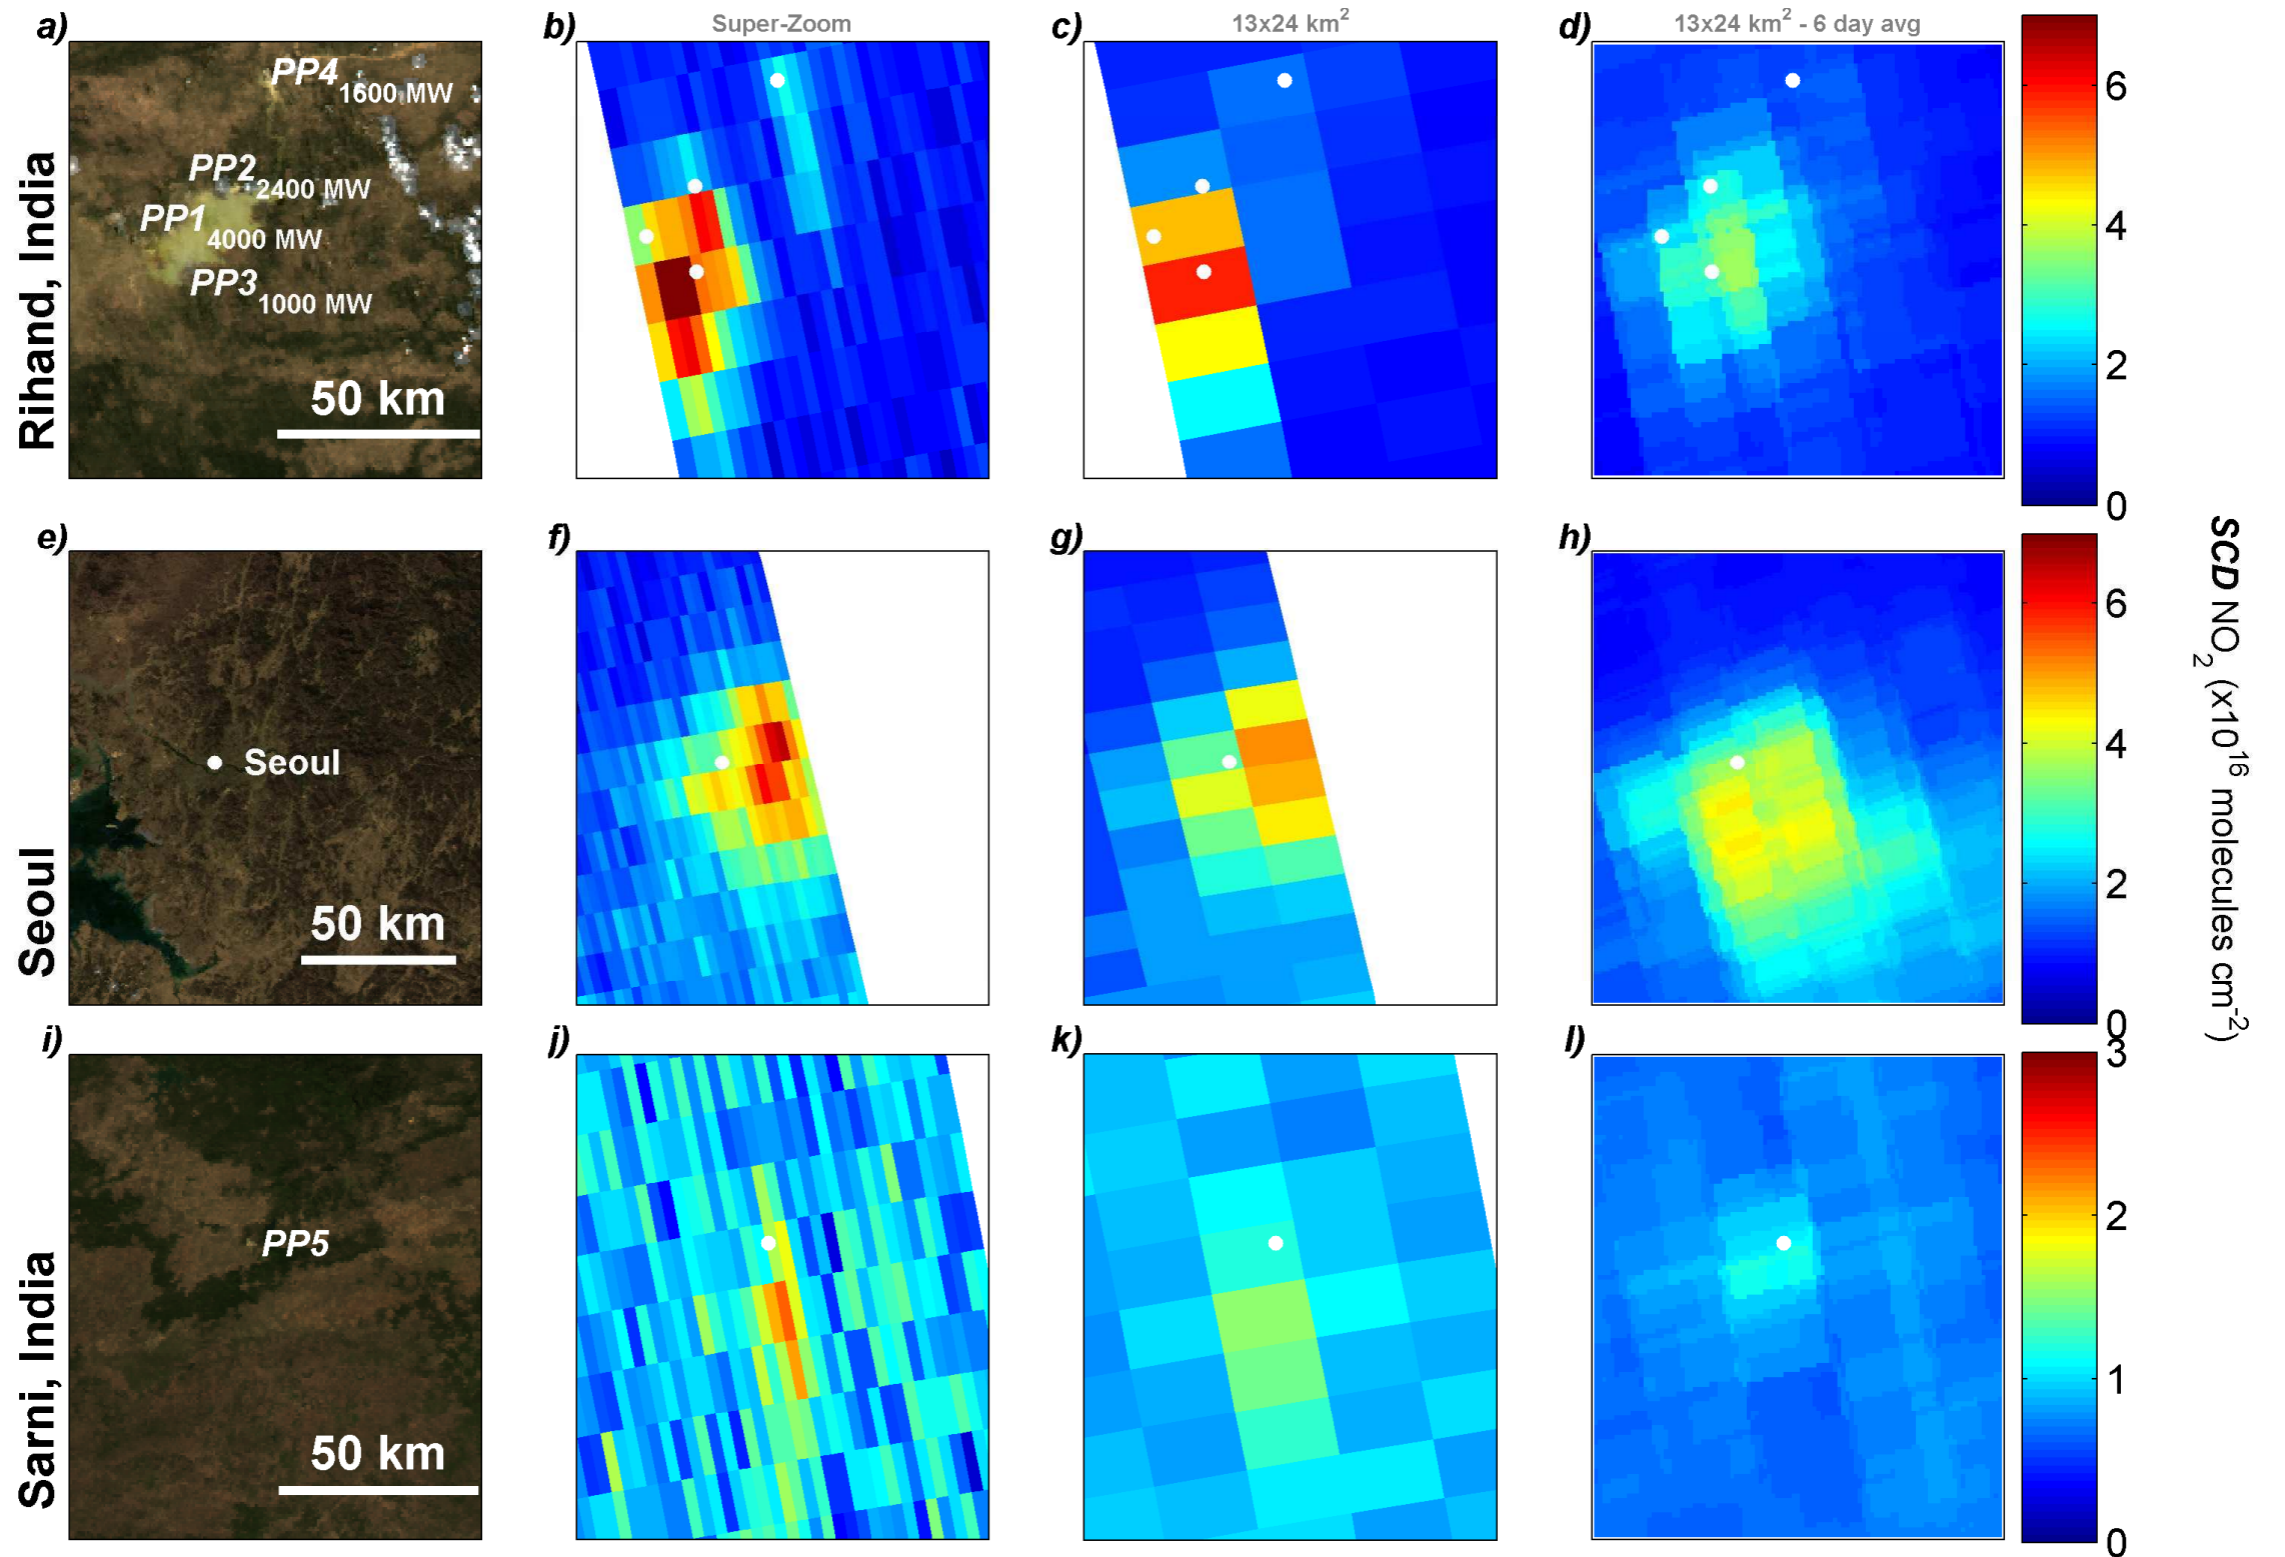 a)
b)
Super-Zoom
c)
13x24 km²
d)
13x24 km² - 6 day avg
Rihand, India
PP4 1600 MW
PP2 2400 MW
PP1 4000 MW
PP3 1000 MW
50 km
6
4
2
0
e)
f)
g)
h)
Seoul
Seoul
50 km
6
4
2
0
SCD NO₂ (x10¹⁶ molecules cm⁻²)
i)
j)
k)
l)
Sarni, India
PP5
50 km
3
2
1
0